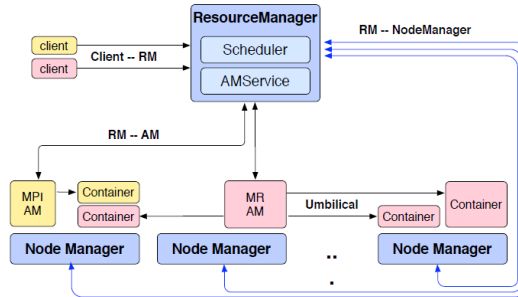 ResourceManager
client
client
Client -- RM
Scheduler
AMService
RM -- NodeManager
RM -- AM
MPI
AM
Container
Container
MR
AM
Umbilical
Container
Container
Node Manager
Node Manager
..
.
Node Manager